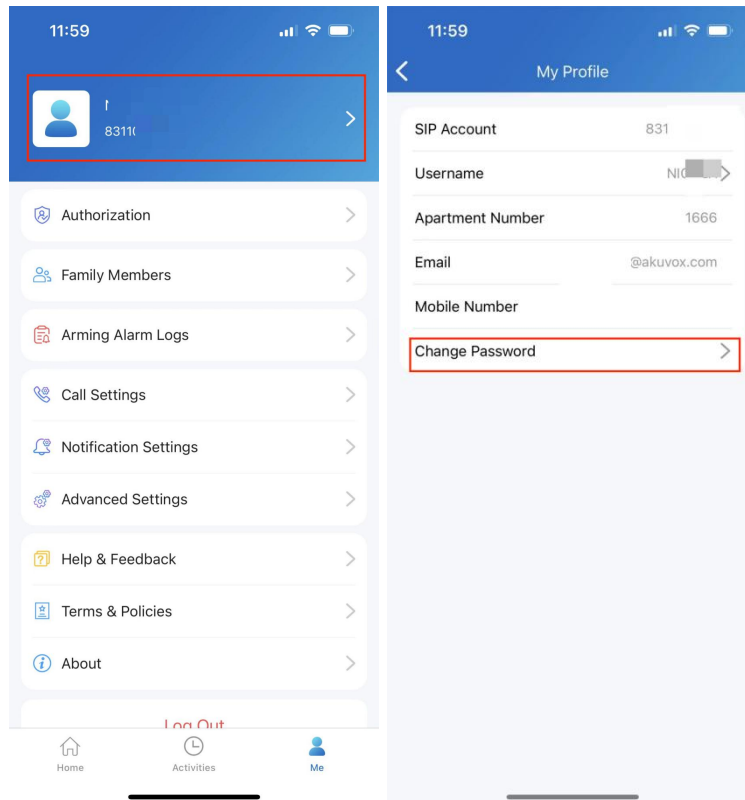 11:59
83110
Authorization
Family Members
Arming Alarm Logs
Call Settings
Notification Settings
Advanced Settings
Help & Feedback
Terms & Policies
About
Log Out
Home
Activities
Me
11:59
My Profile
SIP Account 831
Username
Apartment Number 1666
Email @akuvox.com
Mobile Number
Change Password